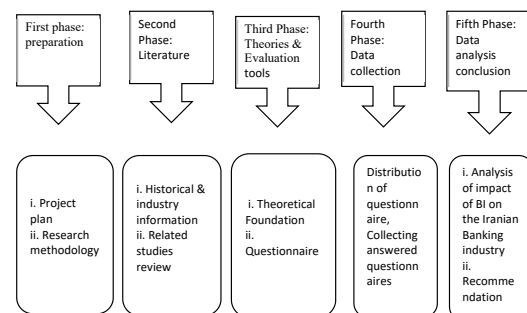 First phase:
preparation
Second
Phase:
Literature
Third Phase:
Theories &
Evaluation
tools
Fourth
Phase:
Data
collection
Fifth Phase:
Data
analysis
conclusion
i. Project
plan
ii. Research
methodology
i. Historical &
industry
information
ii. Related
studies
review
i. Theoretical
Foundation
ii.
Questionnaire
Distributio
n of
questionn
aire,
Collecting
answered
questionn
aires
i. Analysis
of impact
of BI on
the Iranian
Banking
industry
ii.
Recomme
ndation